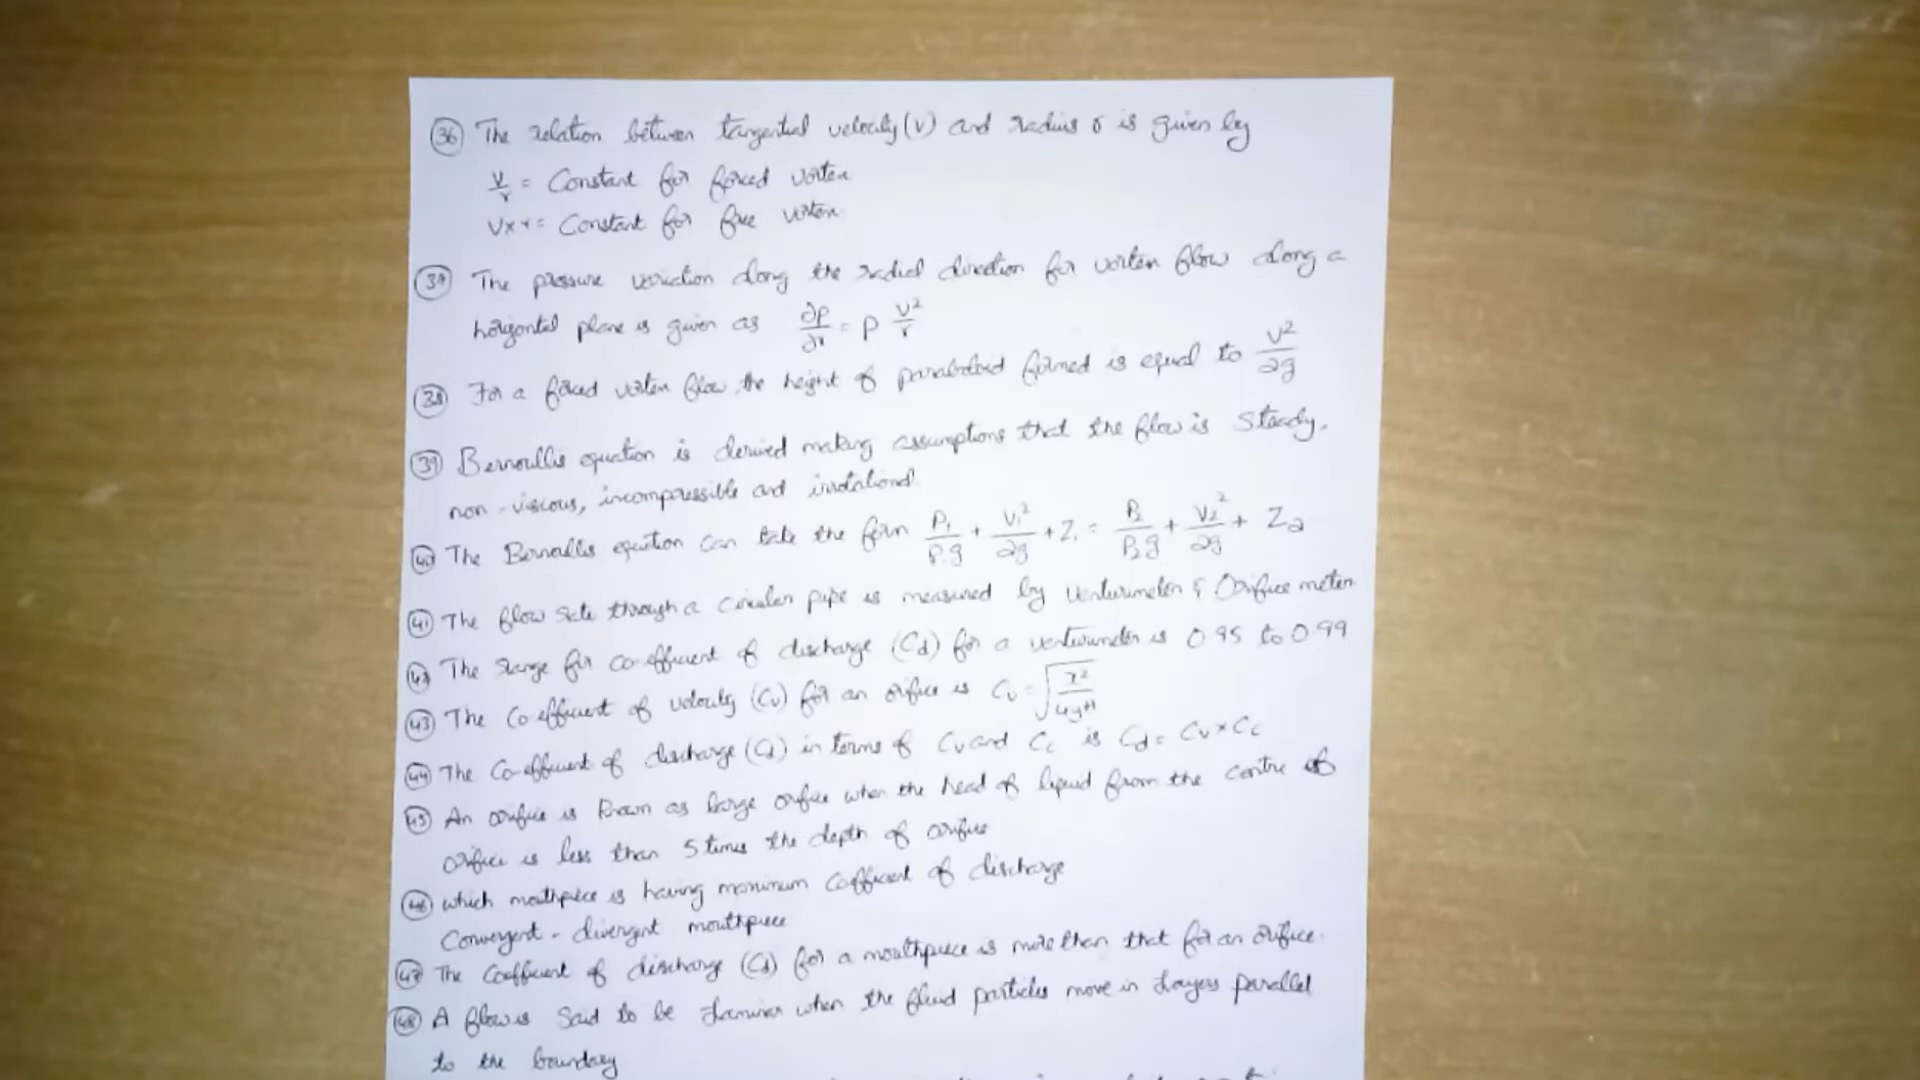 36 The relation between tangential velocity (V) and radius r is given by
V/r = Constant for forced vortex
V×r = Constant for free vortex
37 The pressure variation along the radial direction for vortex flow along a
horizontal plane is given as ∂p/∂r = ρ V²/r
38 For a forced vortex flow, the height of paraboloid formed is equal to V²/2g
39 Bernoullis equation is derived making assumptions that the flow is Steady,
non-viscous, incompressible and irrotational
40 The Bernoullis equation can take the form P₁/ρ₁g + V₁²/2g + Z₁ = P₂/ρ₂g + V₂²/2g + Z₂
41 The flow rate through a circular pipe is measured by Venturimeter & Orifice meter
42 The Range for co-efficient of discharge (Cd) for a venturimeter is 0.95 to 0.99
43 The Co efficient of velocity (Cv) for an orifice is Cv = √(x²/4yH)
44 The Co-efficient of discharge (Cd) in terms of Cv and Cc is Cd = Cv × Cc
45 An orifice is known as large orifice when the head of liquid from the centre of
orifice is less than 5 times the depth of orifice
46 which mouthpiece is having maximum coefficient of discharge
Convergent - divergent mouthpiece
47 The Coefficient of discharge (Cd) for a mouthpiece is more than that for an orifice.
48 A flow is Said to be Laminar when the fluid particles move in Layers parallel
to the boundary